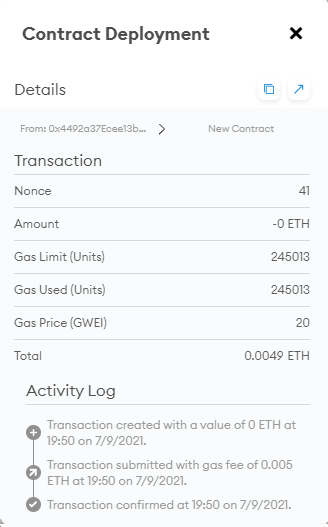 Contract Deployment
Details
From: 0x4492a37Ecee13b... New Contract
Transaction
Nonce 41
Amount -0 ETH
Gas Limit (Units) 245013
Gas Used (Units) 245013
Gas Price (GWEI) 20
Total 0.0049 ETH
Activity Log
Transaction created with a value of 0 ETH at
19:50 on 7/9/2021.
Transaction submitted with gas fee of 0.005
ETH at 19:50 on 7/9/2021.
Transaction confirmed at 19:50 on 7/9/2021.